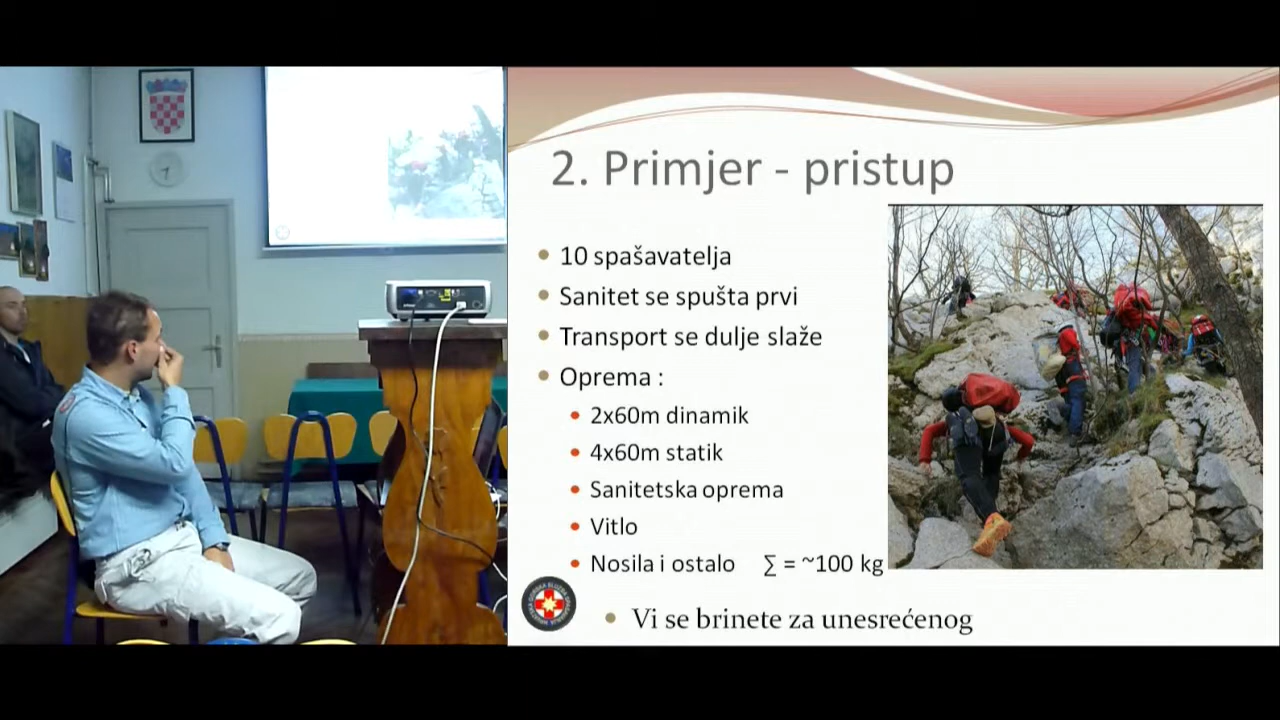 2. Primjer - pristup
10 spašavatelja
Sanitet se spušta prvi
Transport se dulje slaže
Oprema :
2x60m dinamik
4x60m statik
Sanitetska oprema
Vitlo
Nosila i ostalo ∑ = ~100 kg
Vi se brinete za unesrećenog